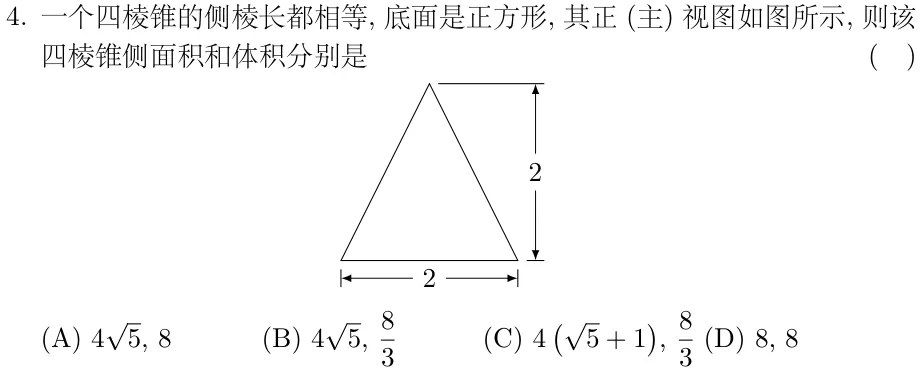 4. 一个四棱锥的侧棱长都相等, 底面是正方形, 其正 (主) 视图如图所示, 则该
四棱锥侧面积和体积分别是 ( )
2
2
(A) 4√5, 8 (B) 4√5, 8/3 (C) 4(√5+1), 8/3 (D) 8, 8